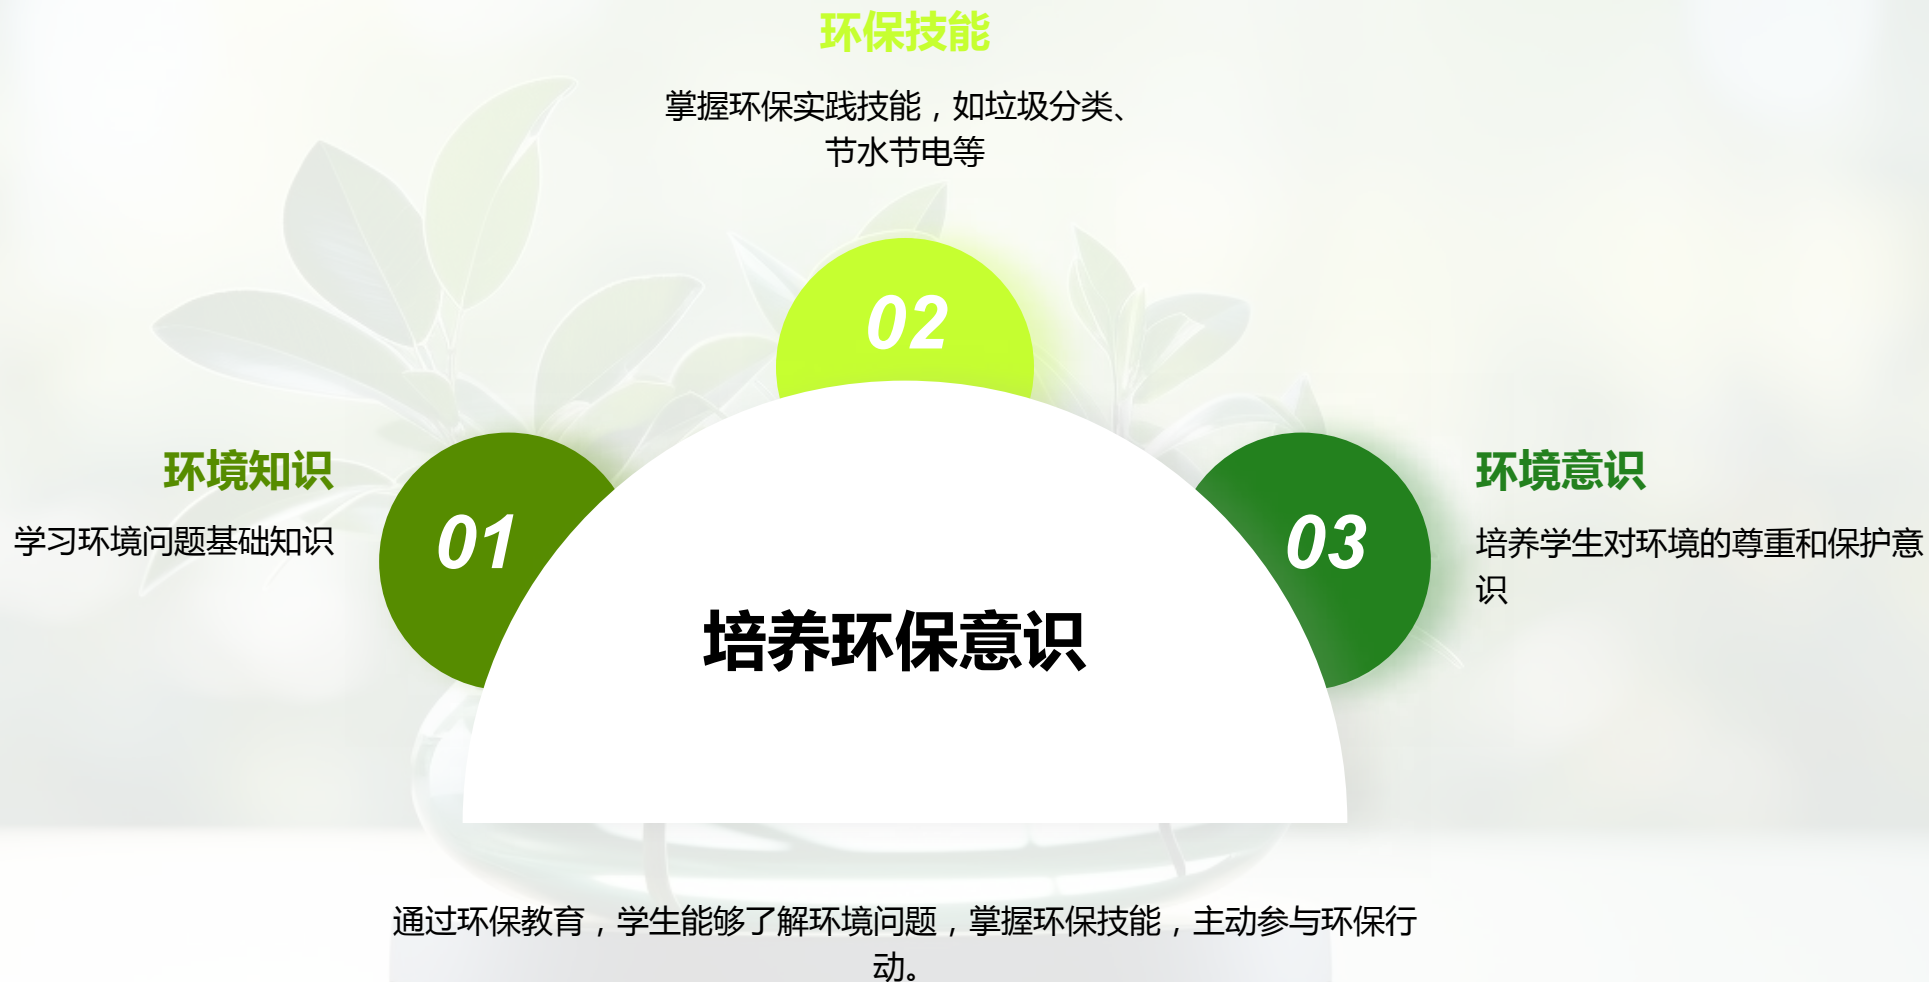 环保技能
掌握环保实践技能，如垃圾分类、
节水节电等
02
环境知识
学习环境问题基础知识
01
03
环境意识
培养学生对环境的尊重和保护意
识
培养环保意识
通过环保教育，学生能够了解环境问题，掌握环保技能，主动参与环保行
动。